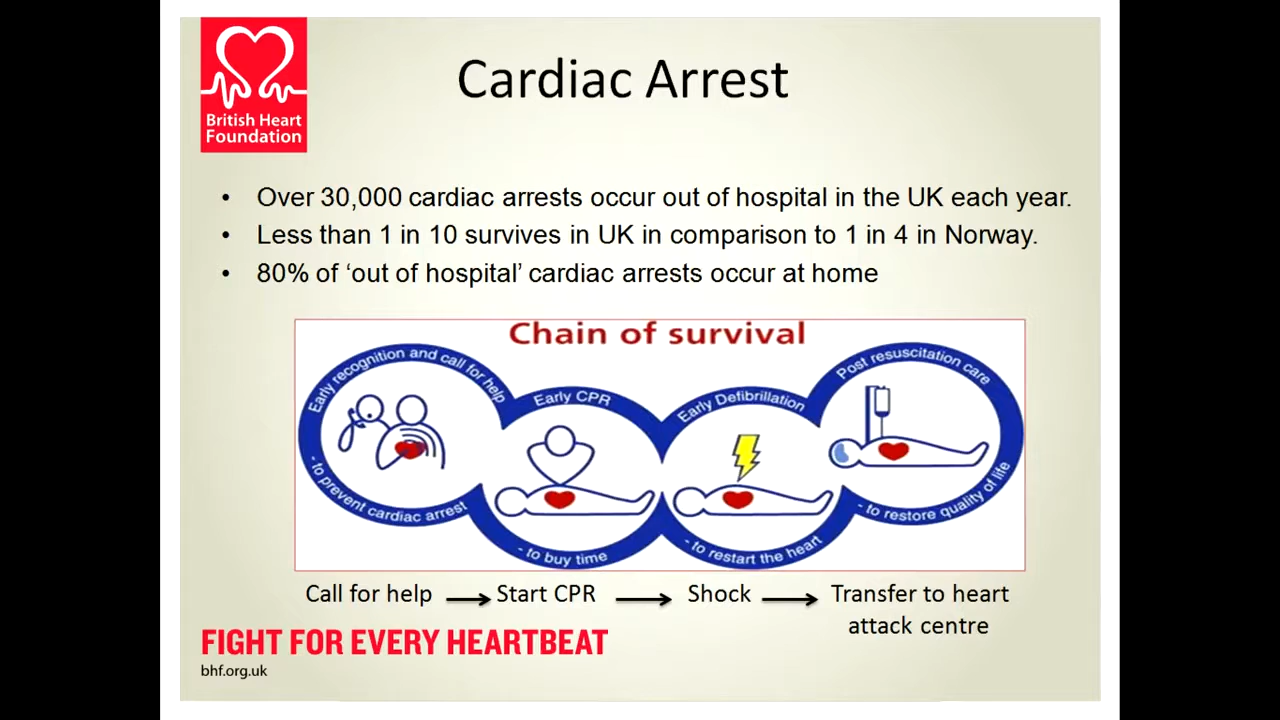 British Heart
Foundation
Cardiac Arrest
• Over 30,000 cardiac arrests occur out of hospital in the UK each year.
• Less than 1 in 10 survives in UK in comparison to 1 in 4 in Norway.
• 80% of ‘out of hospital’ cardiac arrests occur at home
Chain of survival
Early recognition and call for help
- to prevent cardiac arrest
Early CPR
- to buy time
Early Defibrillation
- to restart the heart
Post resuscitation care
- to restore quality of life
Call for help
Start CPR
Shock
Transfer to heart
attack centre
FIGHT FOR EVERY HEARTBEAT
bhf.org.uk